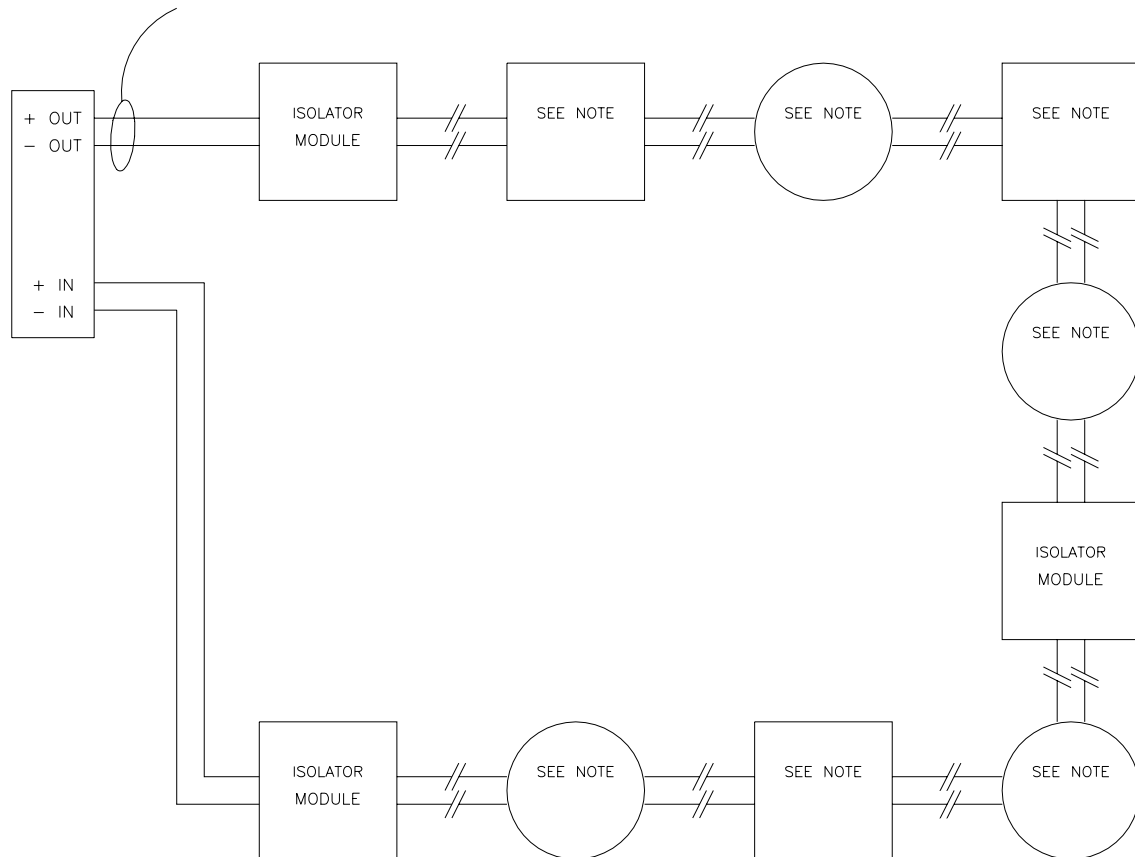 + OUT
− OUT
+ IN
− IN
ISOLATOR
MODULE
SEE NOTE
SEE NOTE
SEE NOTE
SEE NOTE
ISOLATOR
MODULE
ISOLATOR
MODULE
SEE NOTE
SEE NOTE
SEE NOTE